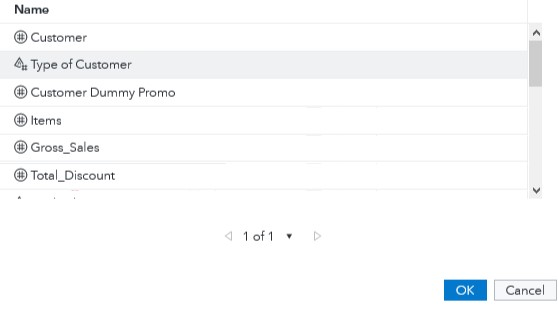 Name
Customer
Type of Customer
Customer Dummy Promo
Items
Gross_Sales
Total_Discount
1 of 1
OK Cancel